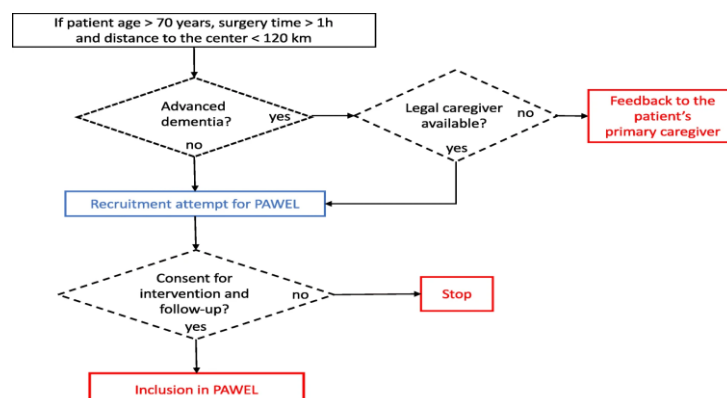 If patient age > 70 years, surgery time > 1h
and distance to the center < 120 km
Advanced
dementia?
yes
no
Legal caregiver
available?
no
yes
Feedback to the
patient's
primary caregiver
Recruitment attempt for PAWEL
Consent for
intervention and
follow-up?
no
yes
Stop
Inclusion in PAWEL